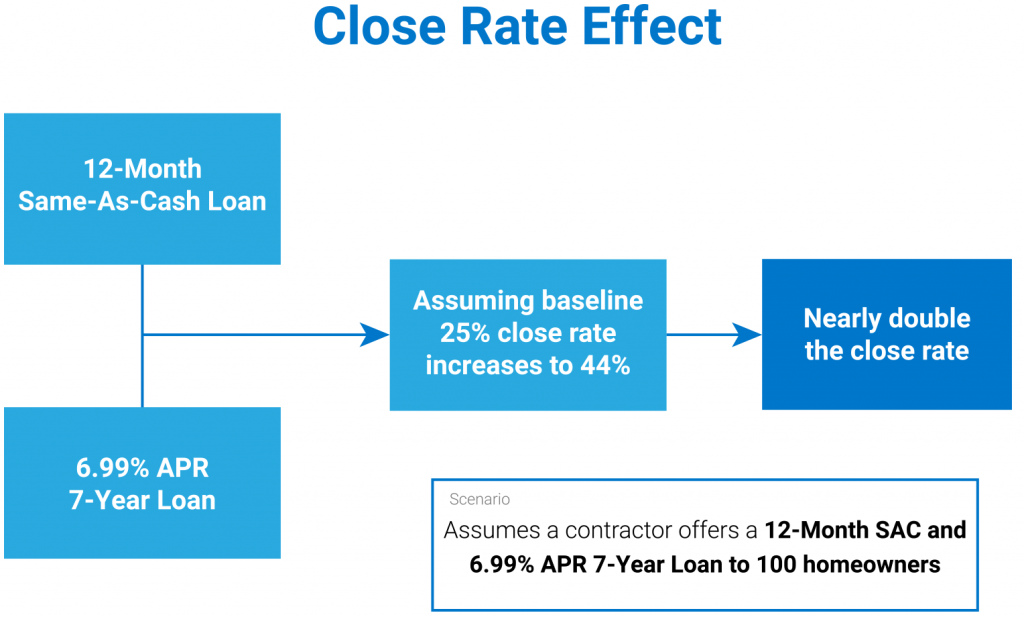 Close Rate Effect
12-Month
Same-As-Cash Loan
6.99% APR
7-Year Loan
Assuming baseline
25% close rate
increases to 44%
Nearly double
the close rate
Scenario
Assumes a contractor offers a 12-Month SAC and
6.99% APR 7-Year Loan to 100 homeowners